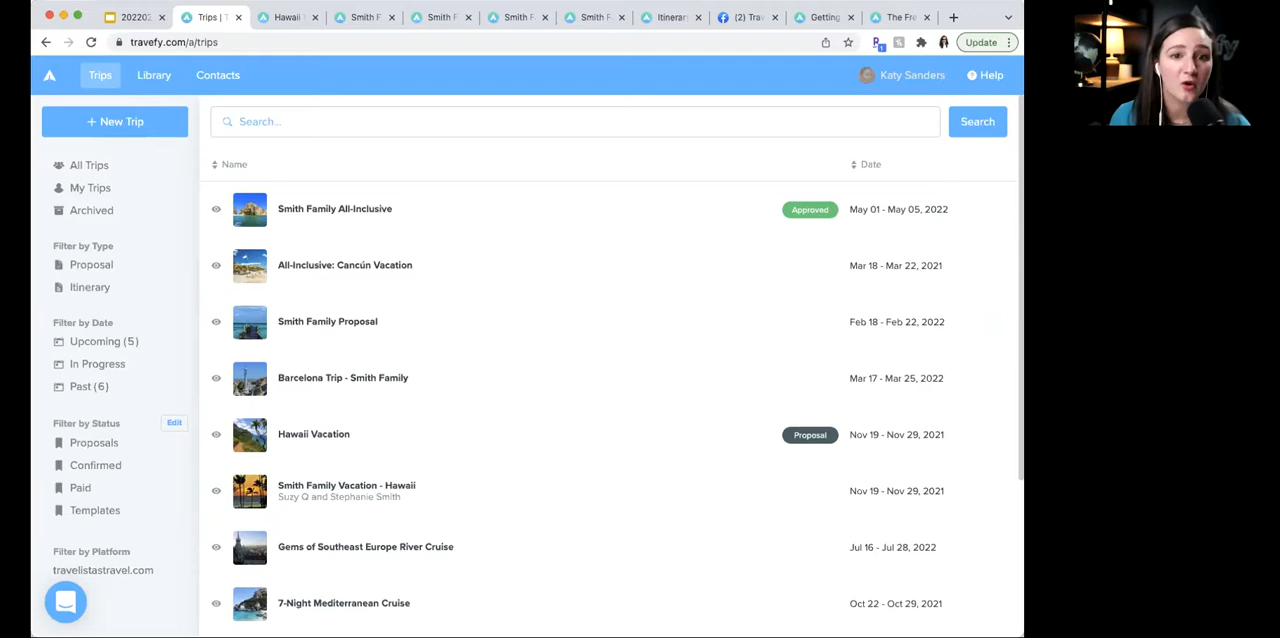 202202
Trips | T
Hawaii
Smith F
Smith F
Smith F
Smith F
Itinerary
(2) Trav
Getting
The Fre
travefy.com/a/trips
Update
Trips
Library
Contacts
Katy Sanders
Help
+ New Trip
Search...
Search
All Trips
My Trips
Archived
Filter by Type
Proposal
Itinerary
Filter by Date
Upcoming (5)
In Progress
Past (6)
Filter by Status
Edit
Proposals
Confirmed
Paid
Templates
Filter by Platform
travelistastravel.com
Name
Date
Smith Family All-Inclusive
Approved
May 01 - May 05, 2022
All-Inclusive: Cancún Vacation
Mar 18 - Mar 22, 2021
Smith Family Proposal
Feb 18 - Feb 22, 2022
Barcelona Trip - Smith Family
Mar 17 - Mar 25, 2022
Hawaii Vacation
Proposal
Nov 19 - Nov 29, 2021
Smith Family Vacation - Hawaii
Suzy Q and Stephanie Smith
Nov 19 - Nov 29, 2021
Gems of Southeast Europe River Cruise
Jul 16 - Jul 28, 2022
7-Night Mediterranean Cruise
Oct 22 - Oct 29, 2021